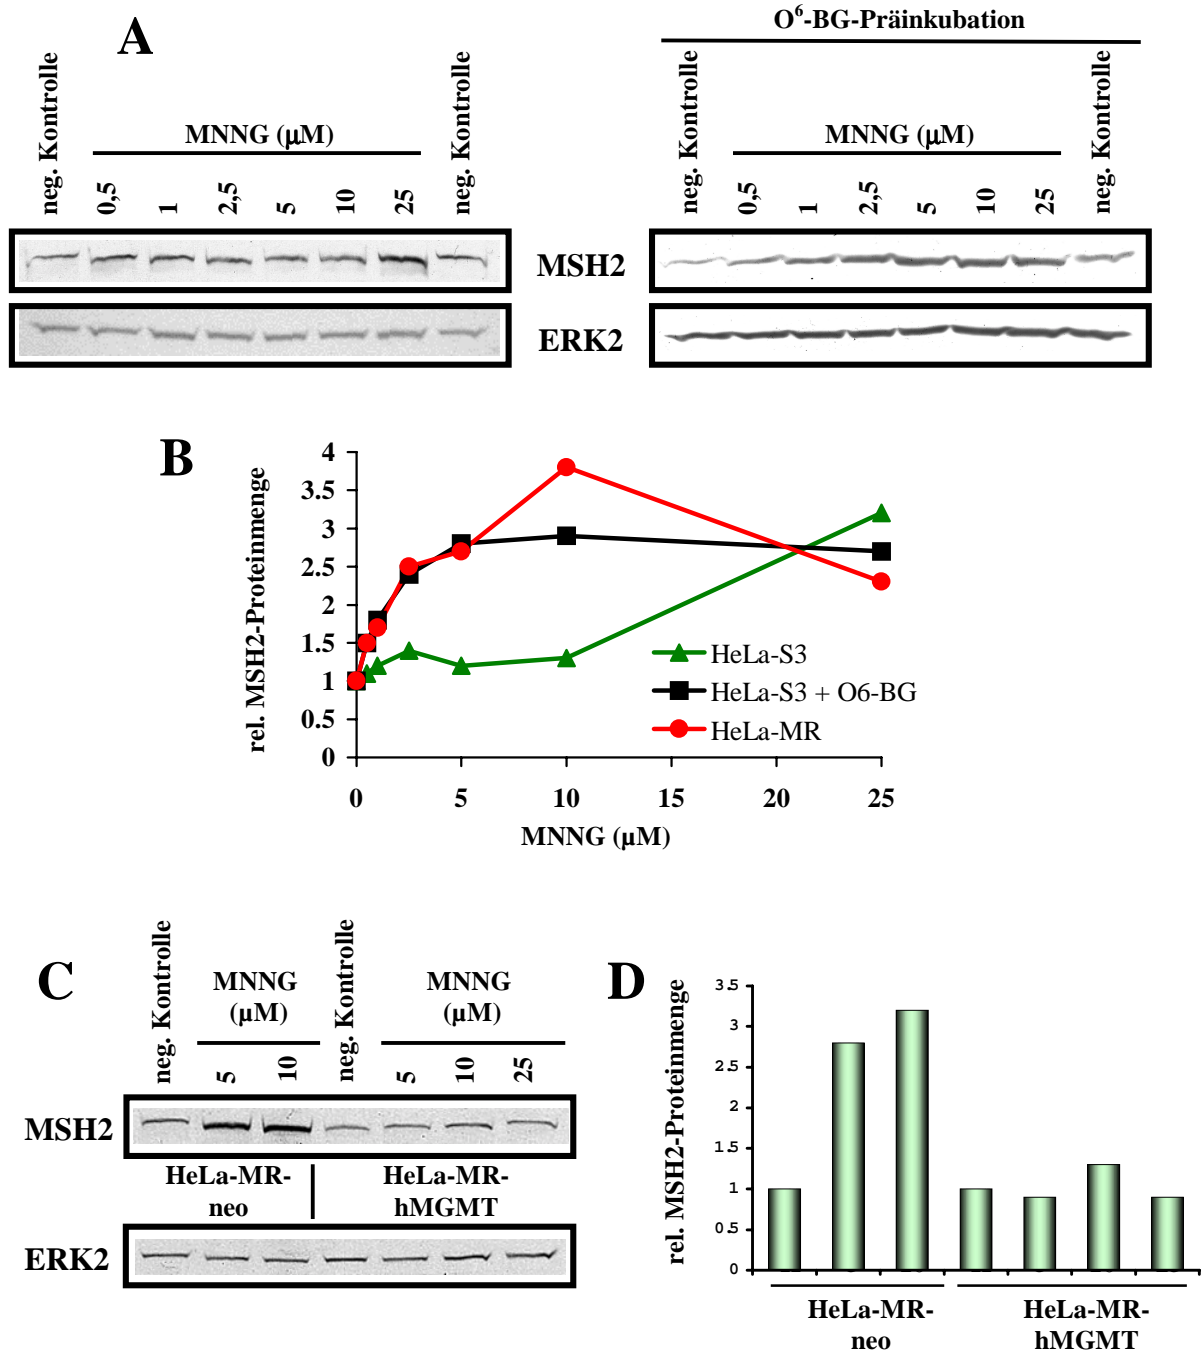 A
O6-BG-Präinkubation
neg. Kontrolle
MNNG (µM)
0,5
1
2,5
5
10
25
neg. Kontrolle
neg. Kontrolle
MNNG (µM)
0,5
1
2,5
5
10
25
neg. Kontrolle
MSH2
ERK2
B
rel. MSH2-Proteinmenge
4
3.5
3
2.5
2
1.5
1
0.5
0
0
5
10
15
20
25
MNNG (µM)
HeLa-S3
HeLa-S3 + O6-BG
HeLa-MR
C
neg. Kontrolle
MNNG
(µM)
5
10
neg. Kontrolle
MNNG
(µM)
5
10
25
MSH2
HeLa-MR-
neo
HeLa-MR-
hMGMT
ERK2
D
rel. MSH2-Proteinmenge
3.5
3
2.5
2
1.5
1
0.5
0
HeLa-MR-
neo
HeLa-MR-
hMGMT